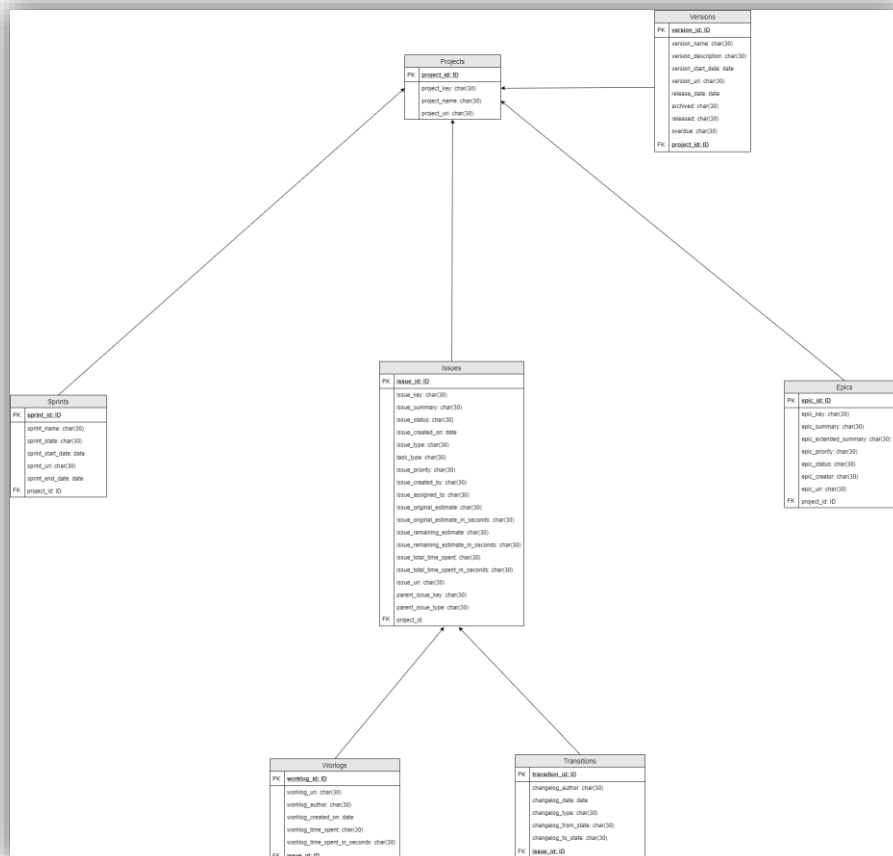 Versions
PK version_id: ID
version_name: char(30)
version_description: char(30)
version_start_date: date
version_uri: char(30)
release_date: date
archived: char(30)
released: char(30)
overdue: char(30)
FK project_id: ID
Projects
PK project_id: ID
project_key: char(30)
project_name: char(30)
project_uri: char(30)
Sprints
PK sprint_id: ID
sprint_name: char(30)
sprint_state: char(30)
sprint_start_date: date
sprint_uri: char(30)
sprint_end_date: date
FK project_id: ID
Issues
PK issue_id: ID
issue_key: char(30)
issue_summary: char(30)
issue_status: char(30)
issue_created_on: date
issue_type: char(30)
task_type: char(30)
issue_priority: char(30)
issue_created_by: char(30)
issue_assigned_to: char(30)
issue_original_estimate: char(30)
issue_original_estimate_in_seconds: char(30)
issue_remaining_estimate: char(30)
issue_remaining_estimate_in_seconds: char(30)
issue_total_time_spent: char(30)
issue_total_time_spent_in_seconds: char(30)
issue_uri: char(30)
parent_issue_key: char(30)
parent_issue_type: char(30)
FK project_id
Epics
PK epic_id: ID
epic_key: char(30)
epic_summary: char(30)
epic_extended_summary: char(30)
epic_priority: char(30)
epic_status: char(30)
epic_creator: char(30)
epic_uri: char(30)
FK project_id: ID
Worlogs
PK worklog_id: ID
worklog_uri: char(30)
worklog_author: char(30)
worklog_created_on: date
worklog_time_spent: char(30)
worklog_time_spent_in_seconds: char(30)
FK issue_id: ID
Transitions
PK transition_id: ID
changelog_author: char(30)
changelog_date: date
changelog_type: char(30)
changelog_from_state: char(30)
changelog_to_state: char(30)
FK issue_id: ID